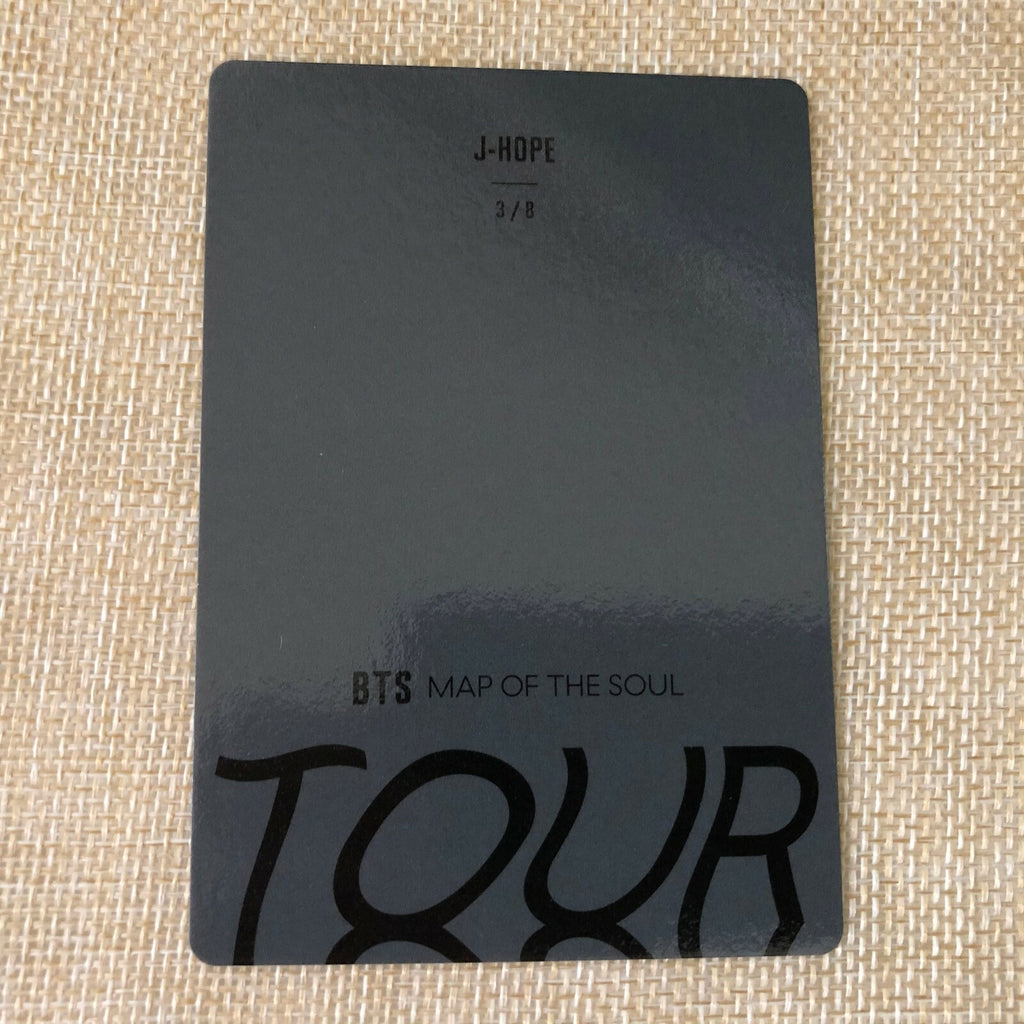 J-HOPE
3/8
BTS MAP OF THE SOUL
TOUR